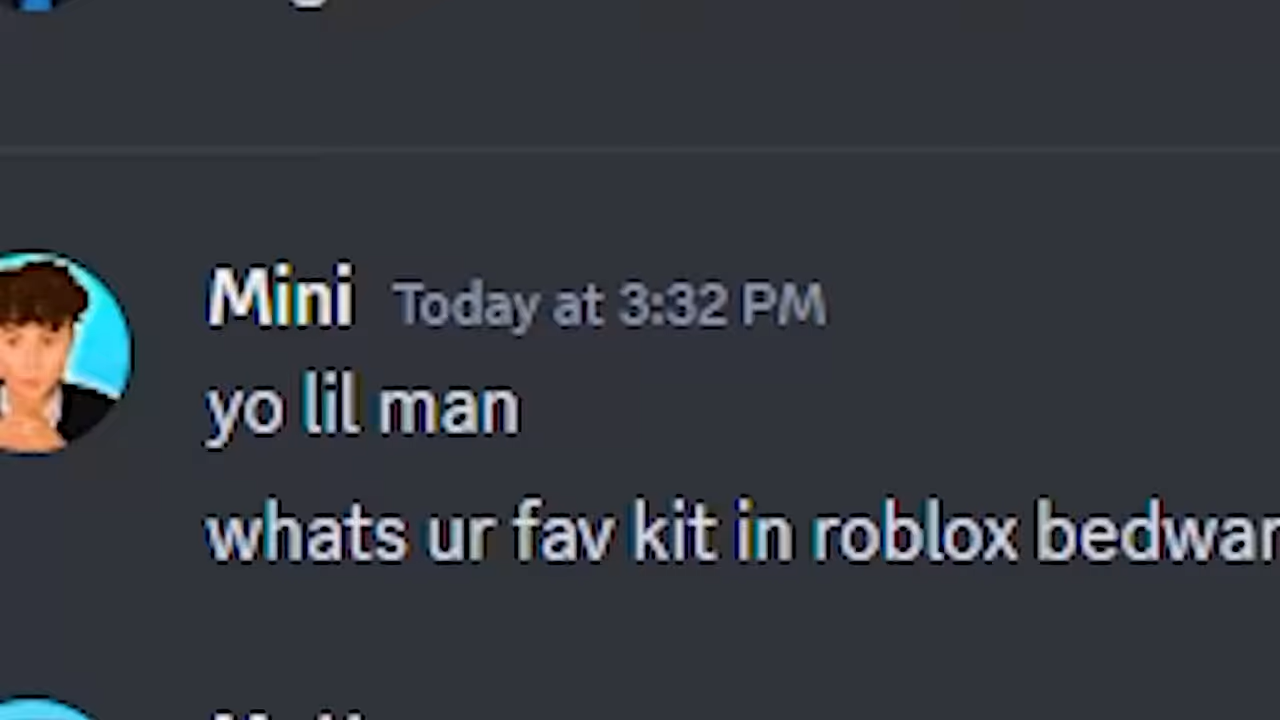 Mini Today at 3:32 PM
yo lil man
whats ur fav kit in roblox bedwar